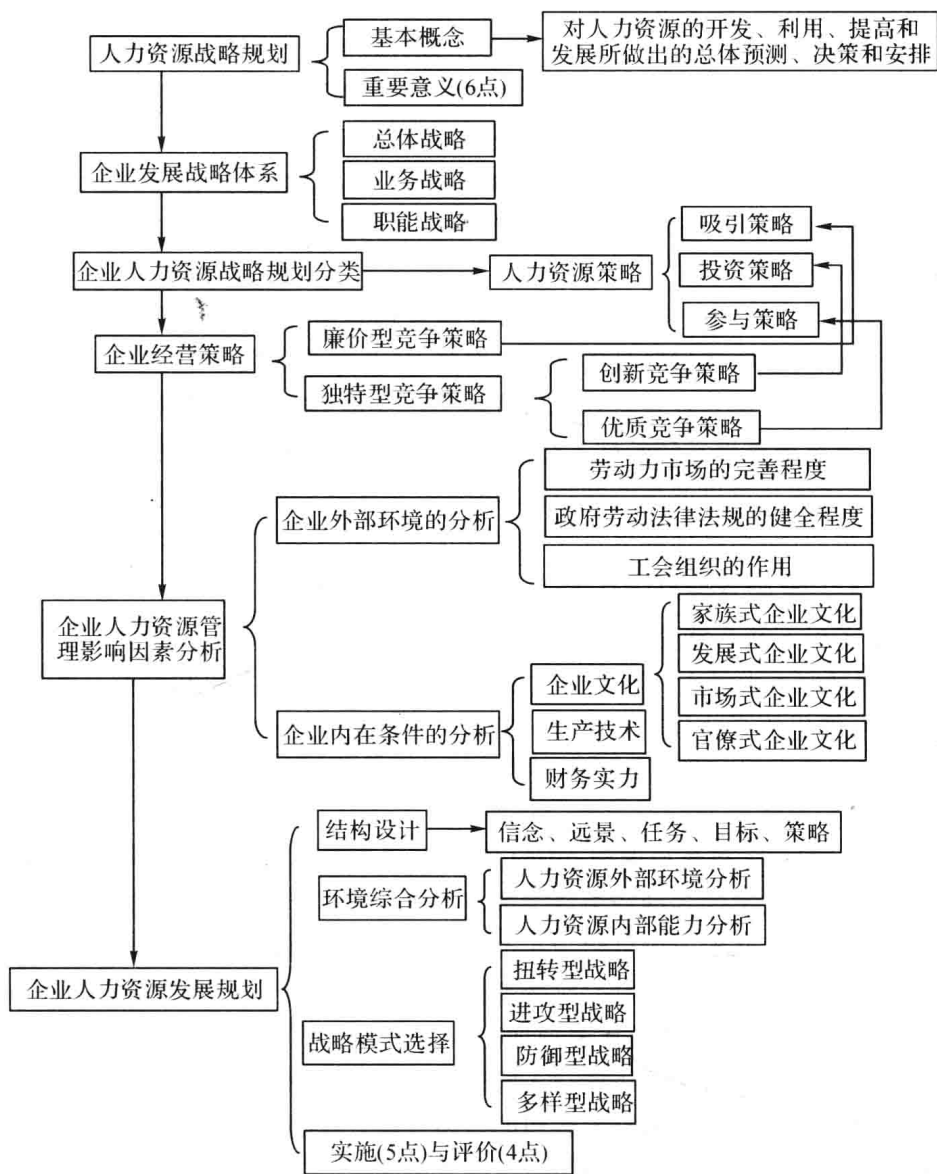 人力资源战略规划
基本概念
对人力资源的开发、利用、提高和
发展所做出的总体预测、决策和安排
重要意义(6点)
企业发展战略体系
总体战略
业务战略
职能战略
企业人力资源战略规划分类
人力资源策略
吸引策略
投资策略
参与策略
企业经营策略
廉价型竞争策略
独特型竞争策略
创新竞争策略
优质竞争策略
企业人力资源管
理影响因素分析
企业外部环境的分析
劳动力市场的完善程度
政府劳动法律法规的健全程度
工会组织的作用
企业内在条件的分析
企业文化
家族式企业文化
发展式企业文化
市场式企业文化
官僚式企业文化
生产技术
财务实力
企业人力资源发展规划
结构设计
信念、远景、任务、目标、策略
环境综合分析
人力资源外部环境分析
人力资源内部能力分析
战略模式选择
扭转型战略
进攻型战略
防御型战略
多样型战略
实施(5点)与评价(4点)